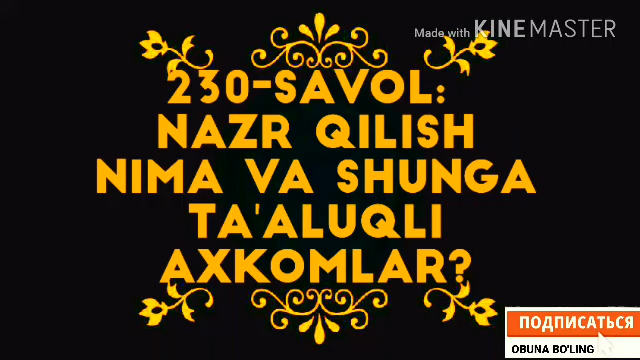 Made with KINEMASTER
230-SAVOL:
NAZR QILISH
NIMA VA SHUNGA
TA'ALUQLI
AXKOMLAR?
ПОДПИСАТЬСЯ
OBUNA BO'LING